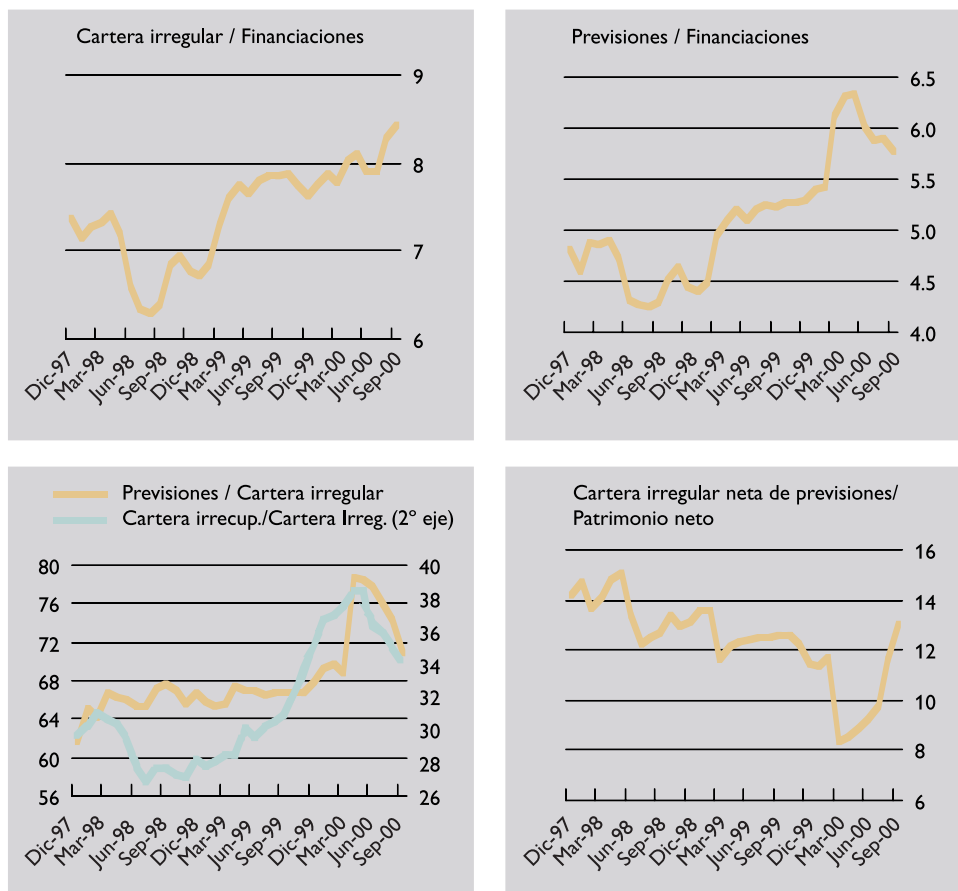 Cartera irregular / Financiaciones
9
8
7
6
Dic-97
Mar-98
Jun-98
Sep-98
Dic-98
Mar-99
Jun-99
Sep-99
Dic-99
Mar-00
Jun-00
Sep-00
Previsiones / Financiaciones
6.5
6.0
5.5
5.0
4.5
4.0
Dic-97
Mar-98
Jun-98
Sep-98
Dic-98
Mar-99
Jun-99
Sep-99
Dic-99
Mar-00
Jun-00
Sep-00
Previsiones / Cartera irregular
Cartera irrecup./Cartera Irreg. (2º eje)
80
76
72
68
64
60
56
40
38
36
34
32
30
28
26
Dic-97
Mar-98
Jun-98
Sep-98
Dic-98
Mar-99
Jun-99
Sep-99
Dic-99
Mar-00
Jun-00
Sep-00
Cartera irregular neta de previsiones/
Patrimonio neto
16
14
12
10
8
6
Dic-97
Mar-98
Jun-98
Sep-98
Dic-98
Mar-99
Jun-99
Sep-99
Dic-99
Mar-00
Jun-00
Sep-00